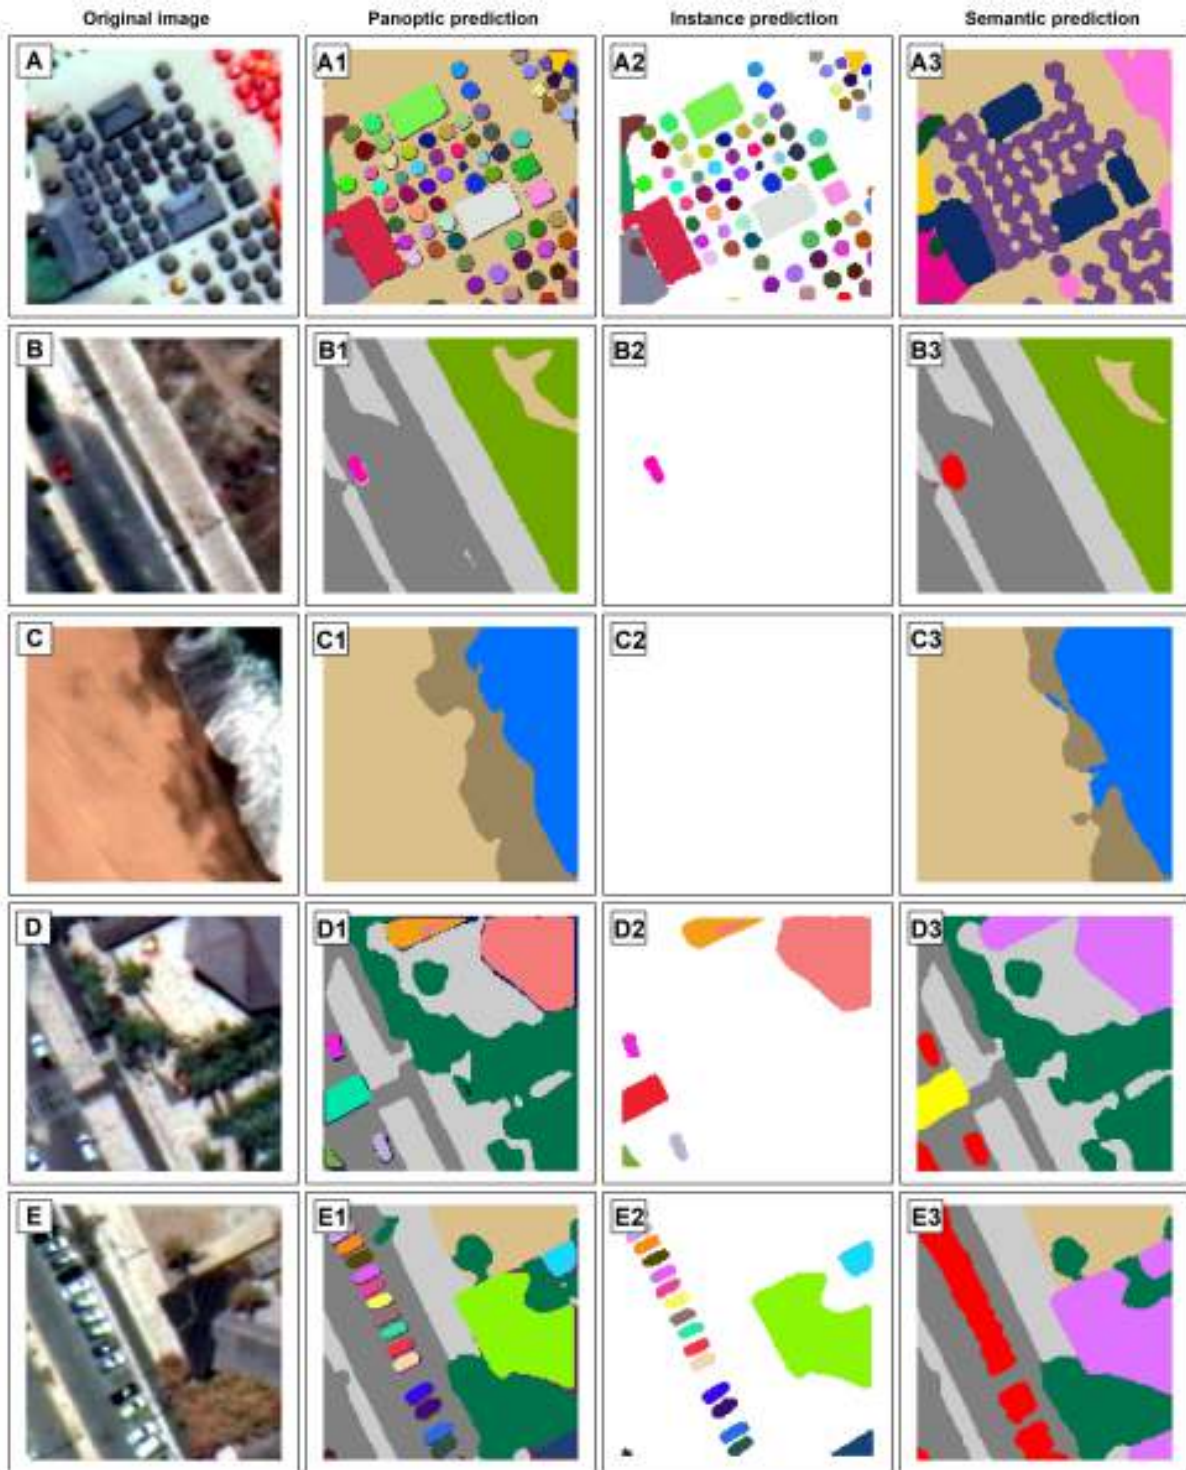 Original image Panoptic prediction Instance prediction Semantic prediction
A A1 A2 A3
B B1 B2 B3
C C1 C2 C3
D D1 D2 D3
E E1 E2 E3